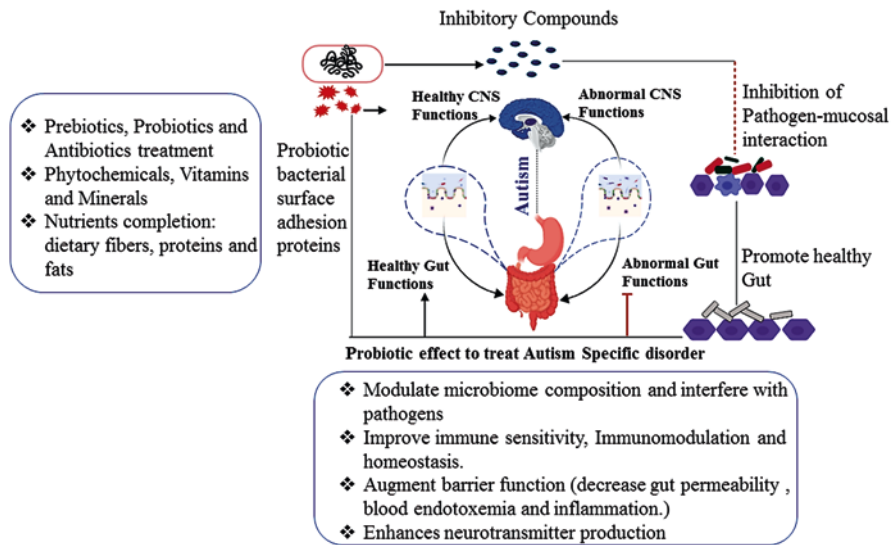 Inhibitory Compounds
Healthy CNS
Functions
Abnormal CNS
Functions
Inhibition of
Pathogen-mucosal
interaction
❖ Prebiotics, Probiotics and
Antibiotics treatment
❖ Phytochemicals, Vitamins
and Minerals
❖ Nutrients completion:
dietary fibers, proteins and
fats
Probiotic
bacterial
surface
adhesion
proteins
Autism
Healthy Gut
Functions
Abnormal Gut
Functions
Promote healthy
Gut
Probiotic effect to treat Autism Specific disorder
❖ Modulate microbiome composition and interfere with
pathogens
❖ Improve immune sensitivity, Immunomodulation and
homeostasis.
❖ Augment barrier function (decrease gut permeability ,
blood endotoxemia and inflammation.)
❖ Enhances neurotransmitter production